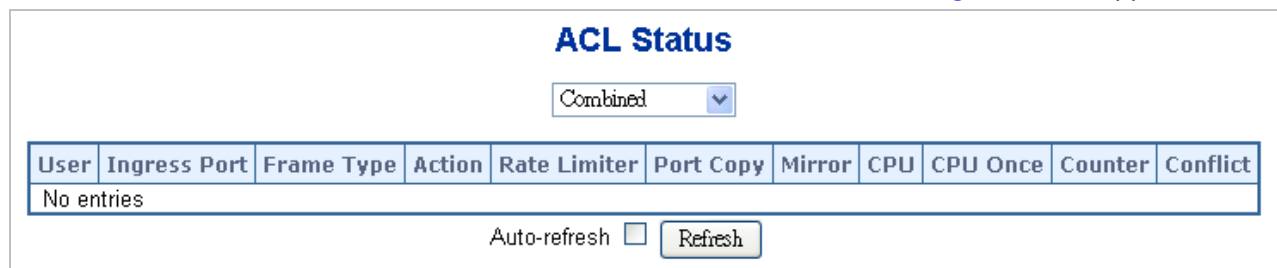 ACL Status
Combined
User Ingress Port Frame Type Action Rate Limiter Port Copy Mirror CPU CPU Once Counter Conflict
No entries
Auto-refresh Refresh